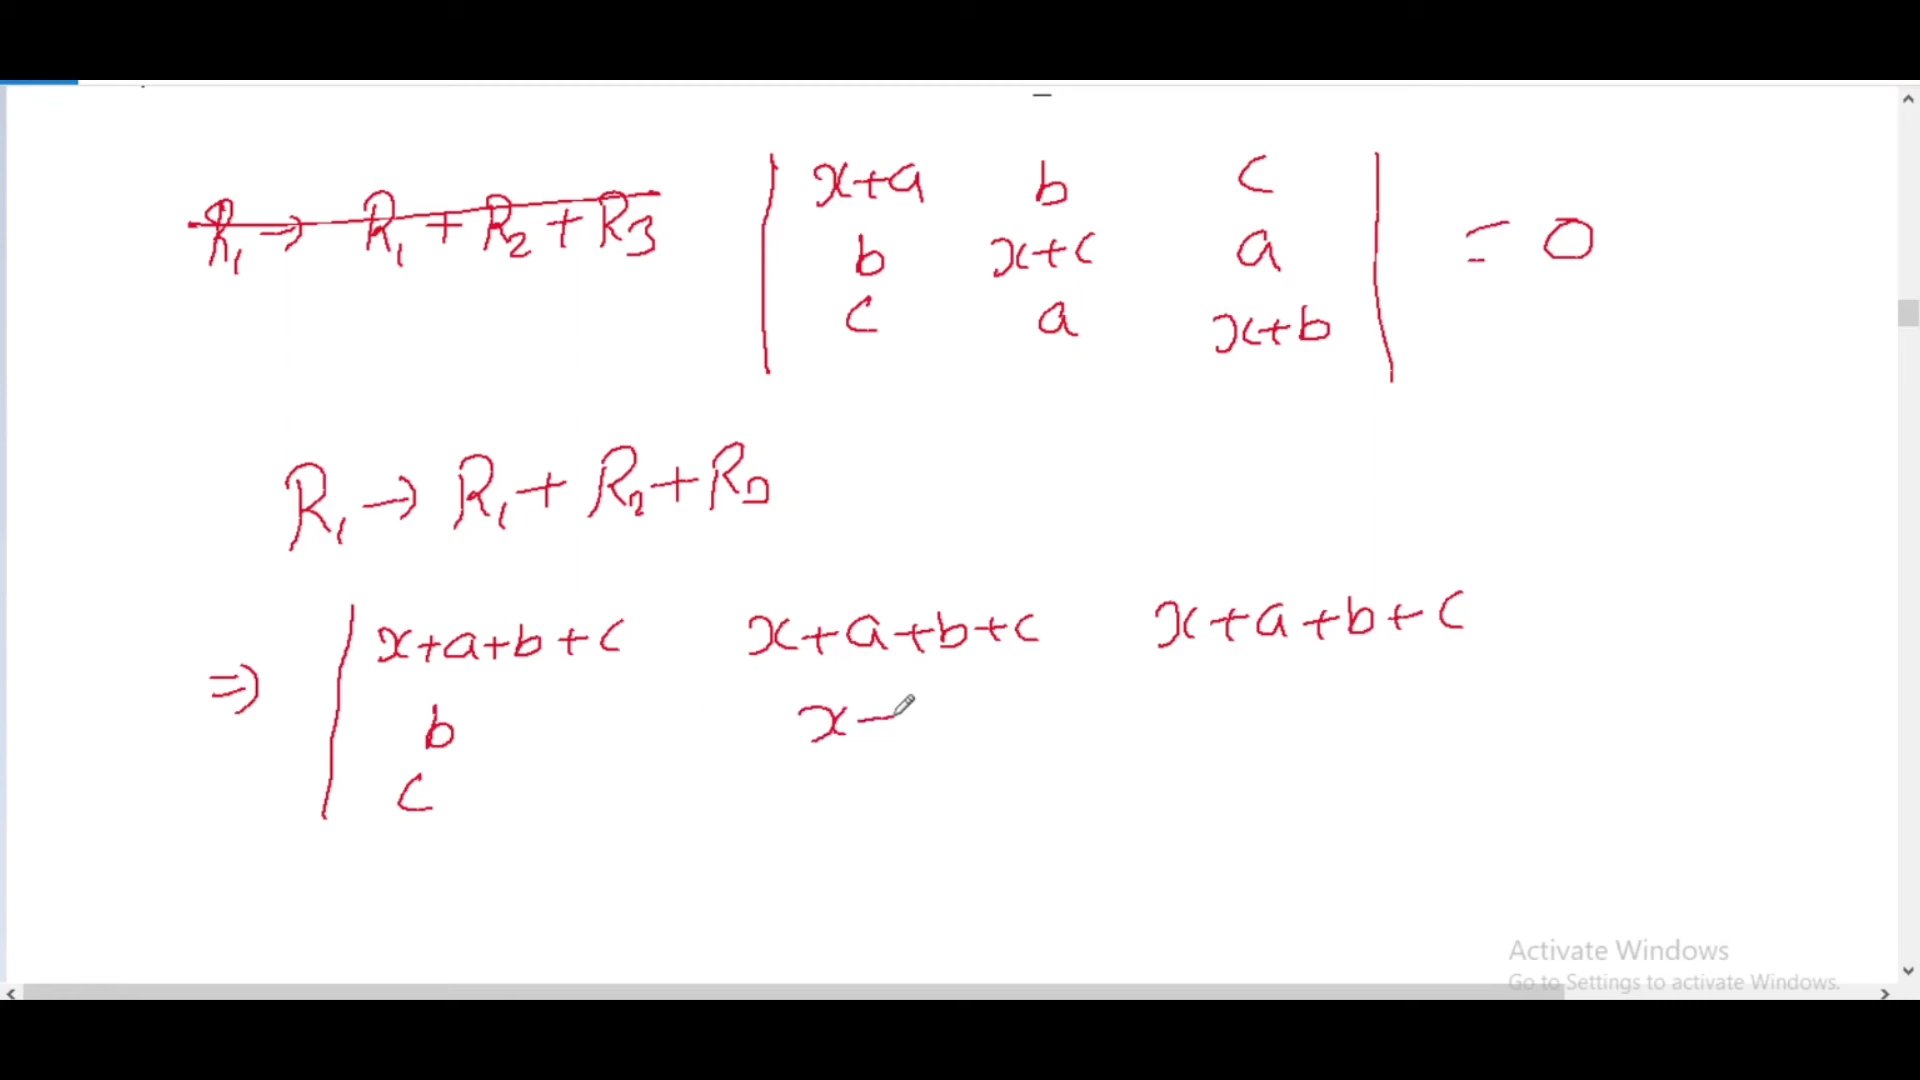 R₁ → R₁ + R₂ + R3
x+a b c
b x+c a = 0
c a x+b
R₁ → R₁ + R₂ + R₃
x+a+b+c x+a+b+c x+a+b+c
⇒
b x-
c
Activate Windows
Go to Settings to activate Windows.